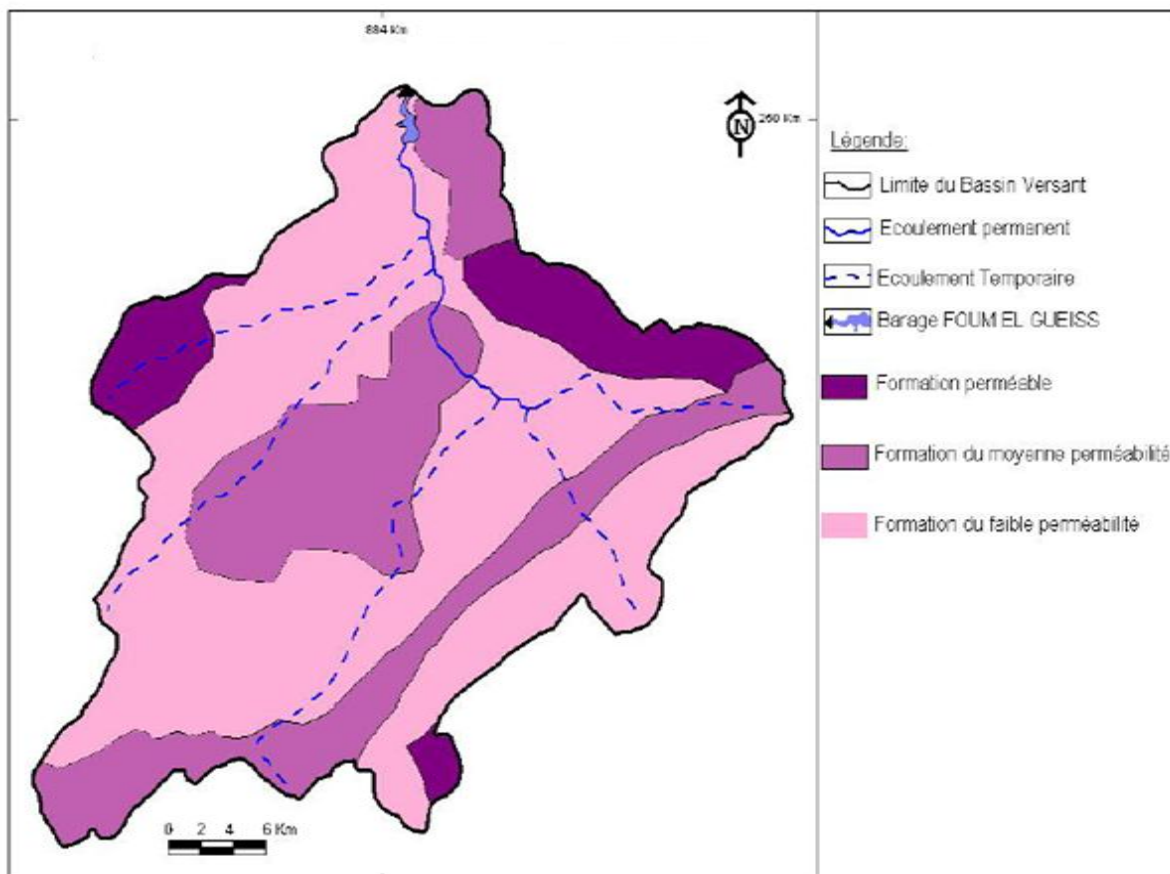 884 Km
N
260 Km
Légende:
Limite du Bassin Versant
Ecoulement permanent
Ecoulement Temporaire
Barage FOUM EL GUEISS
Formation perméable
Formation du moyenne perméabilité
Formation du faible perméabilité
0 2 4 6 Km